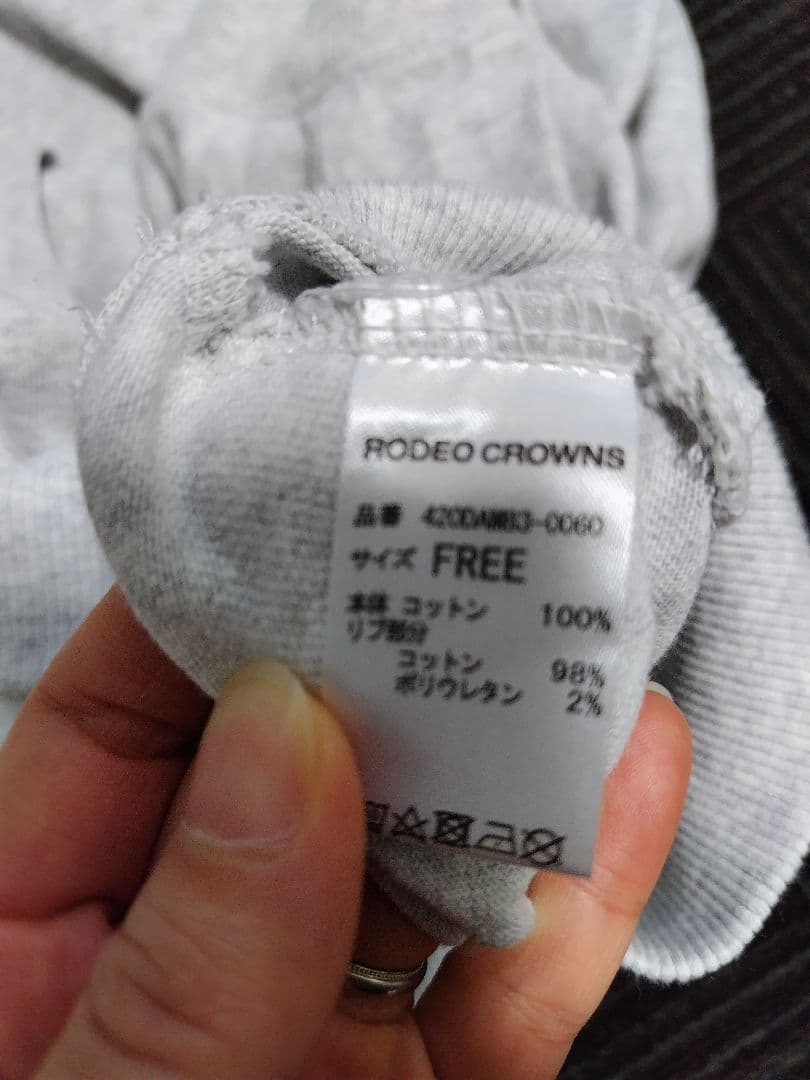 RODEO CROWNS
品番 420DAM83-0060
サイズ FREE
本体 コットン 100%
リブ部分
コットン 98%
ポリウレタン 2%